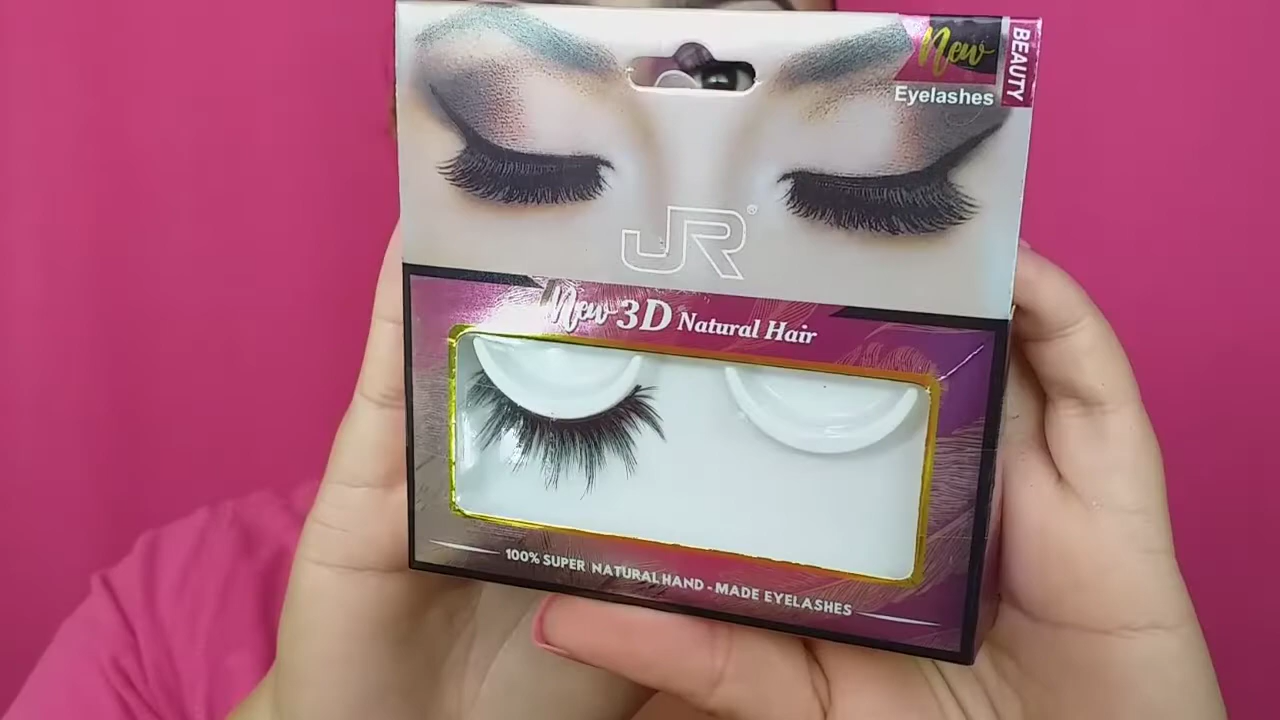 New
BEAUTY
Eyelashes
JR®
New 3D Natural Hair
100% SUPER NATURAL HAND-MADE EYELASHES